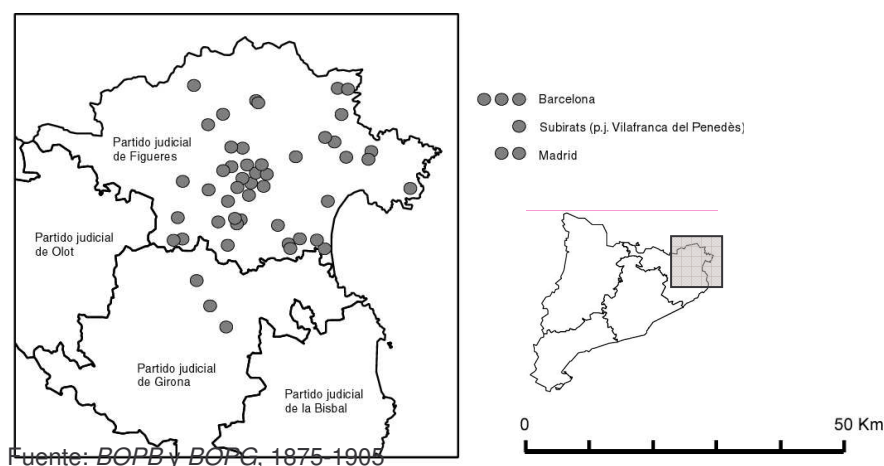 Partido judicial
de Figueres
Partido judicial
de Olot
Partido judicial
de Girona
Partido judicial
de la Bisbal
Barcelona
Subirats (p.j. Vilafranca del Penedès)
Madrid
0 50 Km
Fuente: BOPB y BOPG, 1875-1905